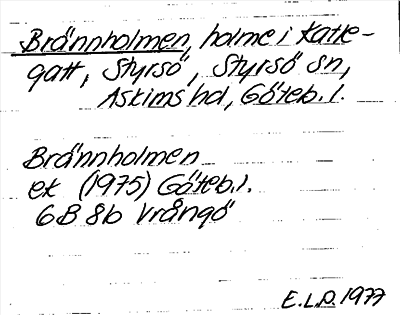 Brännholmen, holme i Katte-
gatt, Styrsö, Styrsö sn,
Askims hd, Göteb. l.
Brännholmen
ek (1975) Göteb. l.
6B 8b Vrångö
E.L.D. 1977